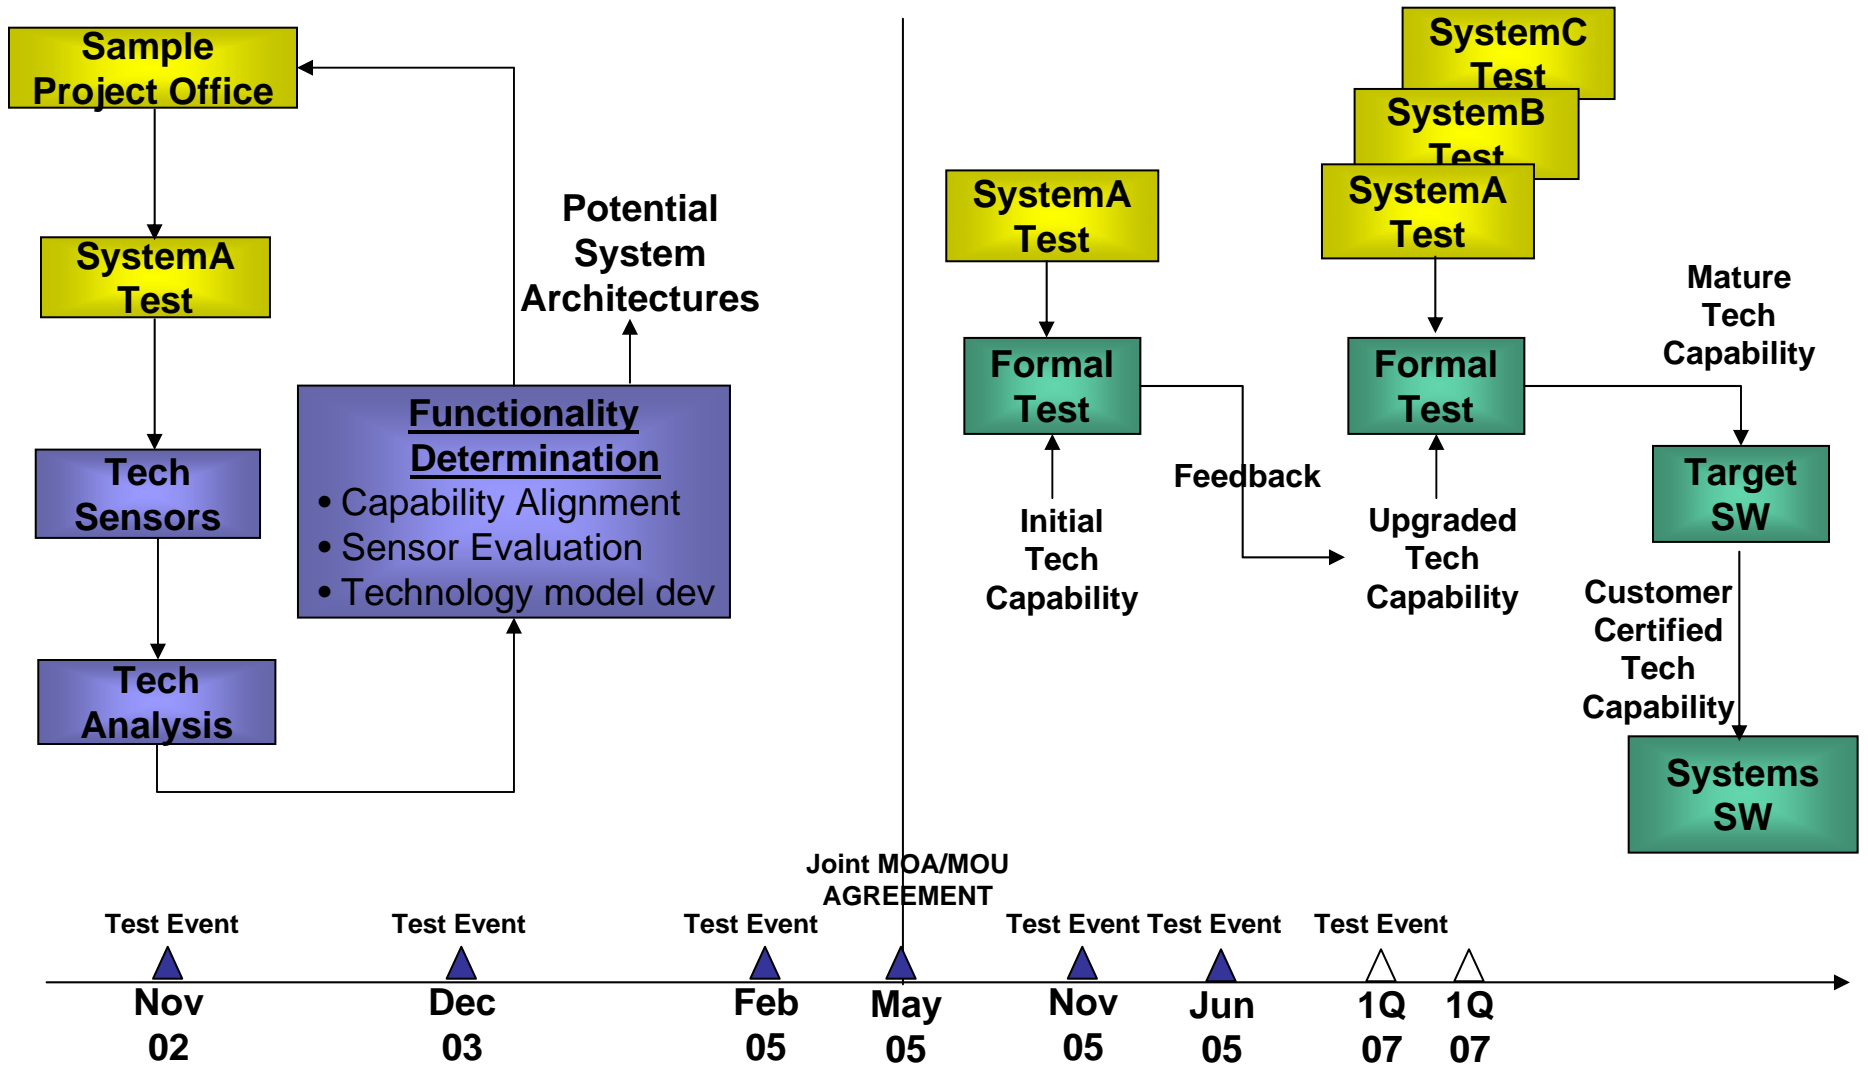 Sample
Project Office
SystemA
Test
Tech
Sensors
Tech
Analysis
Potential
System
Architectures
Functionality
Determination
• Capability Alignment
• Sensor Evaluation
• Technology model dev
SystemA
Test
Formal
Test
Initial
Tech
Capability
Feedback
SystemC
Test
SystemB
Test
SystemA
Test
Formal
Test
Upgraded
Tech
Capability
Mature
Tech
Capability
Target
SW
Customer
Certified
Tech
Capability
Systems
SW
Joint MOA/MOU
AGREEMENT
Test Event
Test Event
Test Event
Test Event
Test Event
Test Event
Nov
02
Dec
03
Feb
05
May
05
Nov
05
Jun
05
1Q
07
1Q
07